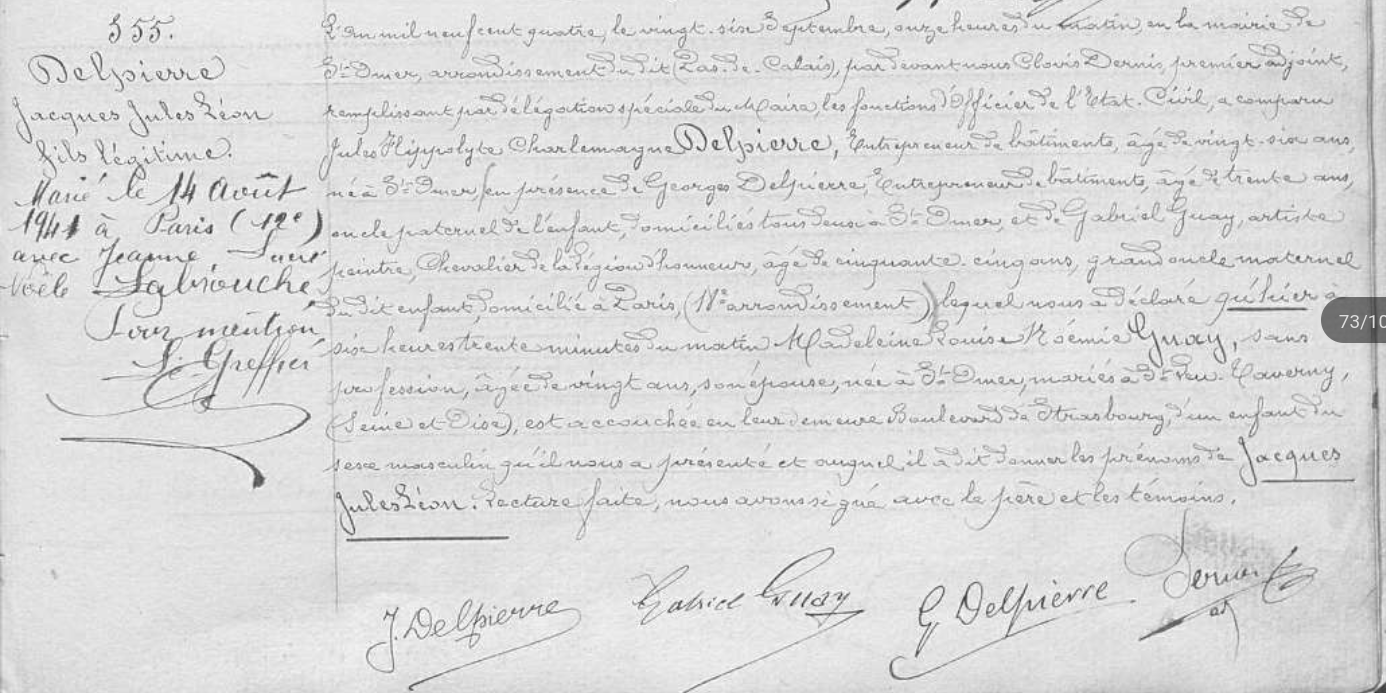 555.
Delpierre
Jacques Jules Léon
fils légitime.
Marié le 14 Août
1941 à Paris (12e)
avec Jeanne
Noële Labrouche
Pour mention
Le Greffier
L'an mil neuf cent quatre, le vingt-six Septembre, onze heures du matin, en la mairie de
St-Omer, arrondissement du dit (Pas-de-Calais), par devant nous Clovis Dernis, premier adjoint,
remplissant par délégation spéciale du Maire, les fonctions d'Officier de l'Etat-Civil, a comparu
Jules Hippolyte Charlemagne Delpierre, Entrepreneur de bâtiments, âgé de vingt-six ans,
né à St-Omer, en présence de Georges Delpierre, Entrepreneur de bâtiments, âgé de trente ans,
oncle paternel de l'enfant, domiciliés tous deux à St-Omer, et de Gabriel Guay, artiste
peintre, Chevalier de la Légion d'honneur, âgé de cinquante-cinq ans, grand oncle maternel
du dit enfant domicilié à Paris, (IVe arrondissement), lequel nous a déclaré qu'hier à
six heures trente minutes du matin Madeleine Louise Noémie Guay, sans
profession, âgée de vingt ans, son épouse, née à St-Omer, mariés à St-Leu-Taverny,
(Seine-et-Oise), est accouchée en leur demeure Boulevard de Strasbourg, d'un enfant du
sexe masculin qu'il nous a présenté et auquel il a dit donner les prénoms de Jacques
Jules Léon. Lecture faite, nous avons signé avec le père et les témoins.
J. Delpierre
Gabriel Guay
G Delpierre
Dernis
73/10